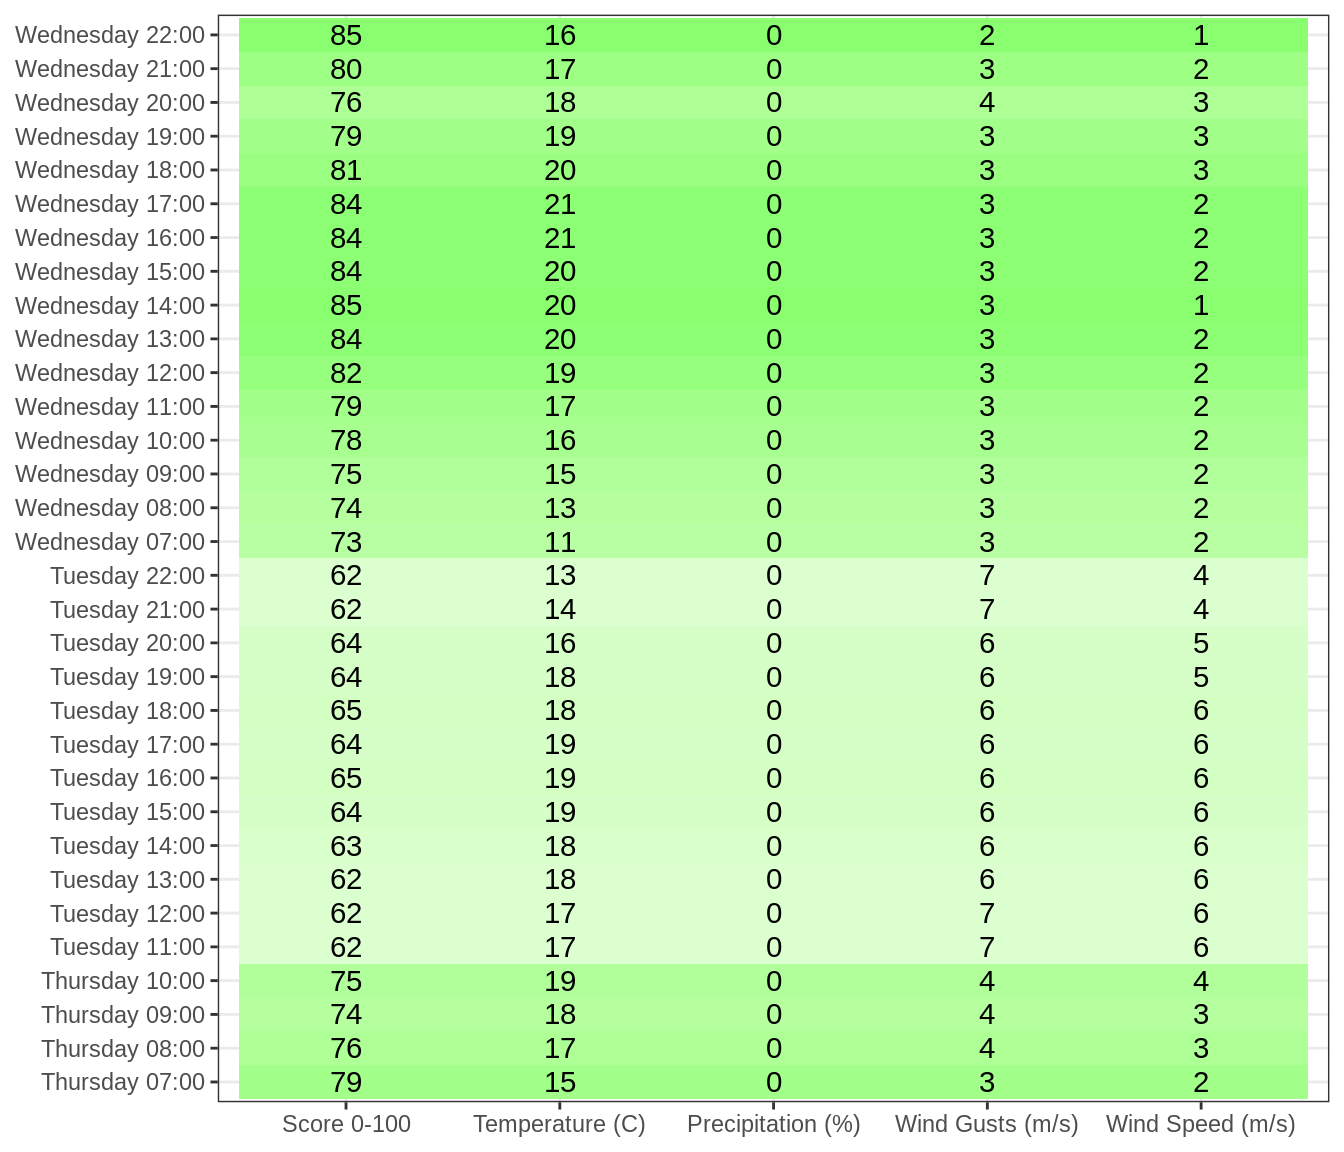 Wednesday 22:00 85 16 0 2 1
Wednesday 21:00 80 17 0 3 2
Wednesday 20:00 76 18 0 4 3
Wednesday 19:00 79 19 0 3 3
Wednesday 18:00 81 20 0 3 3
Wednesday 17:00 84 21 0 3 2
Wednesday 16:00 84 21 0 3 2
Wednesday 15:00 84 20 0 3 2
Wednesday 14:00 85 20 0 3 1
Wednesday 13:00 84 20 0 3 2
Wednesday 12:00 82 19 0 3 2
Wednesday 11:00 79 17 0 3 2
Wednesday 10:00 78 16 0 3 2
Wednesday 09:00 75 15 0 3 2
Wednesday 08:00 74 13 0 3 2
Wednesday 07:00 73 11 0 3 2
Tuesday 22:00 62 13 0 7 4
Tuesday 21:00 62 14 0 7 4
Tuesday 20:00 64 16 0 6 5
Tuesday 19:00 64 18 0 6 5
Tuesday 18:00 65 18 0 6 6
Tuesday 17:00 64 19 0 6 6
Tuesday 16:00 65 19 0 6 6
Tuesday 15:00 64 19 0 6 6
Tuesday 14:00 63 18 0 6 6
Tuesday 13:00 62 18 0 6 6
Tuesday 12:00 62 17 0 7 6
Tuesday 11:00 62 17 0 7 6
Thursday 10:00 75 19 0 4 4
Thursday 09:00 74 18 0 4 3
Thursday 08:00 76 17 0 4 3
Thursday 07:00 79 15 0 3 2
Score 0-100 Temperature (C) Precipitation (%) Wind Gusts (m/s) Wind Speed (m/s)